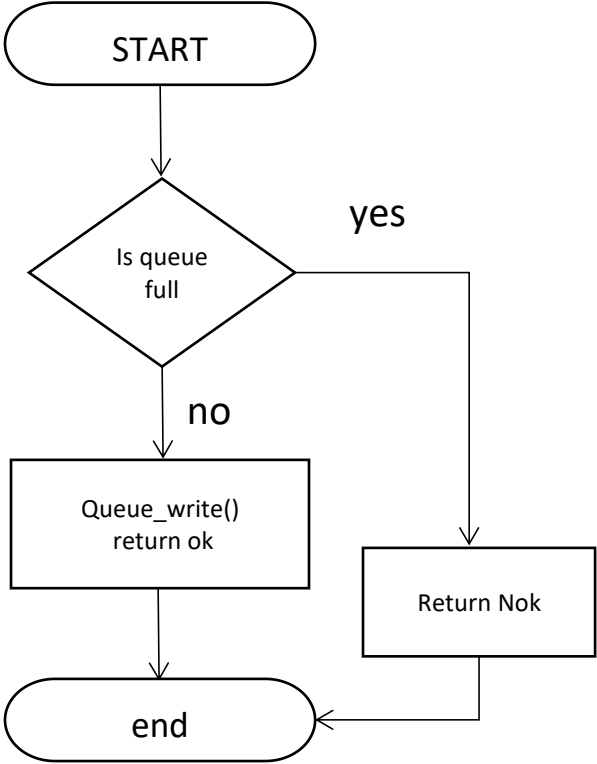 START
Is queue
full
yes
no
Queue_write()
return ok
Return Nok
end